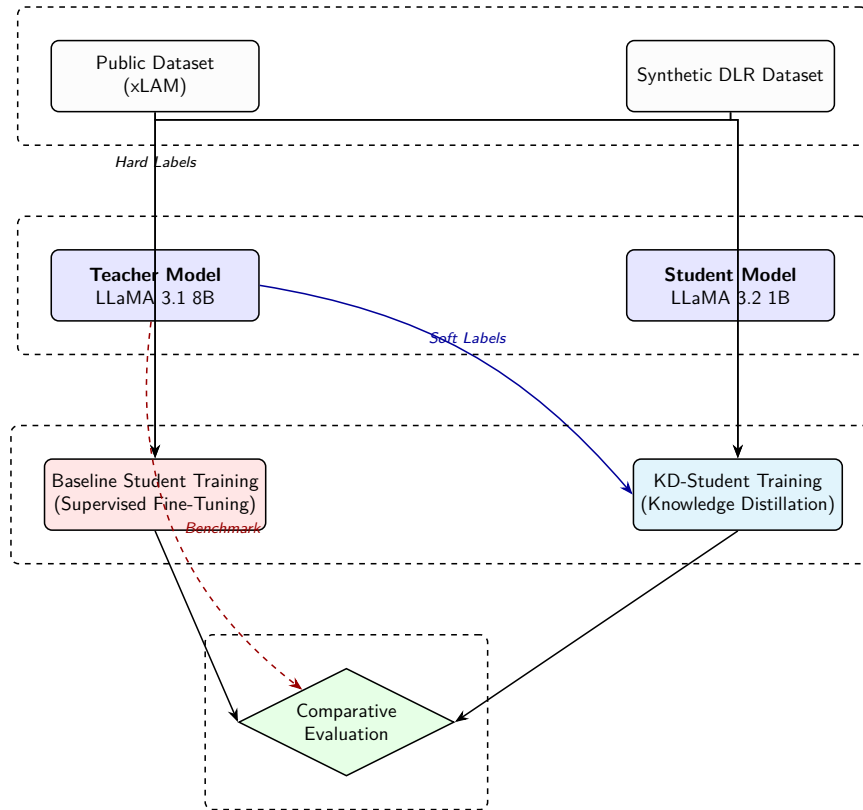 Public Dataset
(xLAM)
Synthetic DLR Dataset
Hard Labels
Teacher Model
LLaMA 3.1 8B
Student Model
LLaMA 3.2 1B
Soft Labels
Baseline Student Training
(Supervised Fine-Tuning)
KD-Student Training
(Knowledge Distillation)
Benchmark
Comparative
Evaluation